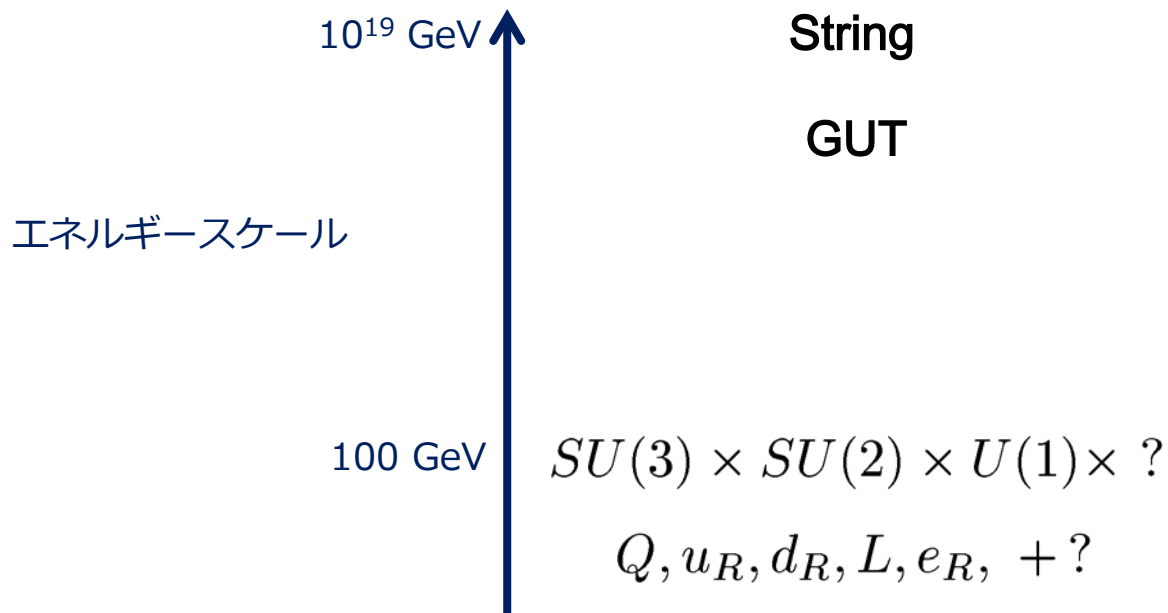 10¹⁹ GeV
String
GUT
エネルギースケール
100 GeV
SU(3) × SU(2) × U(1)× ?
Q, u_R, d_R, L, e_R, + ?